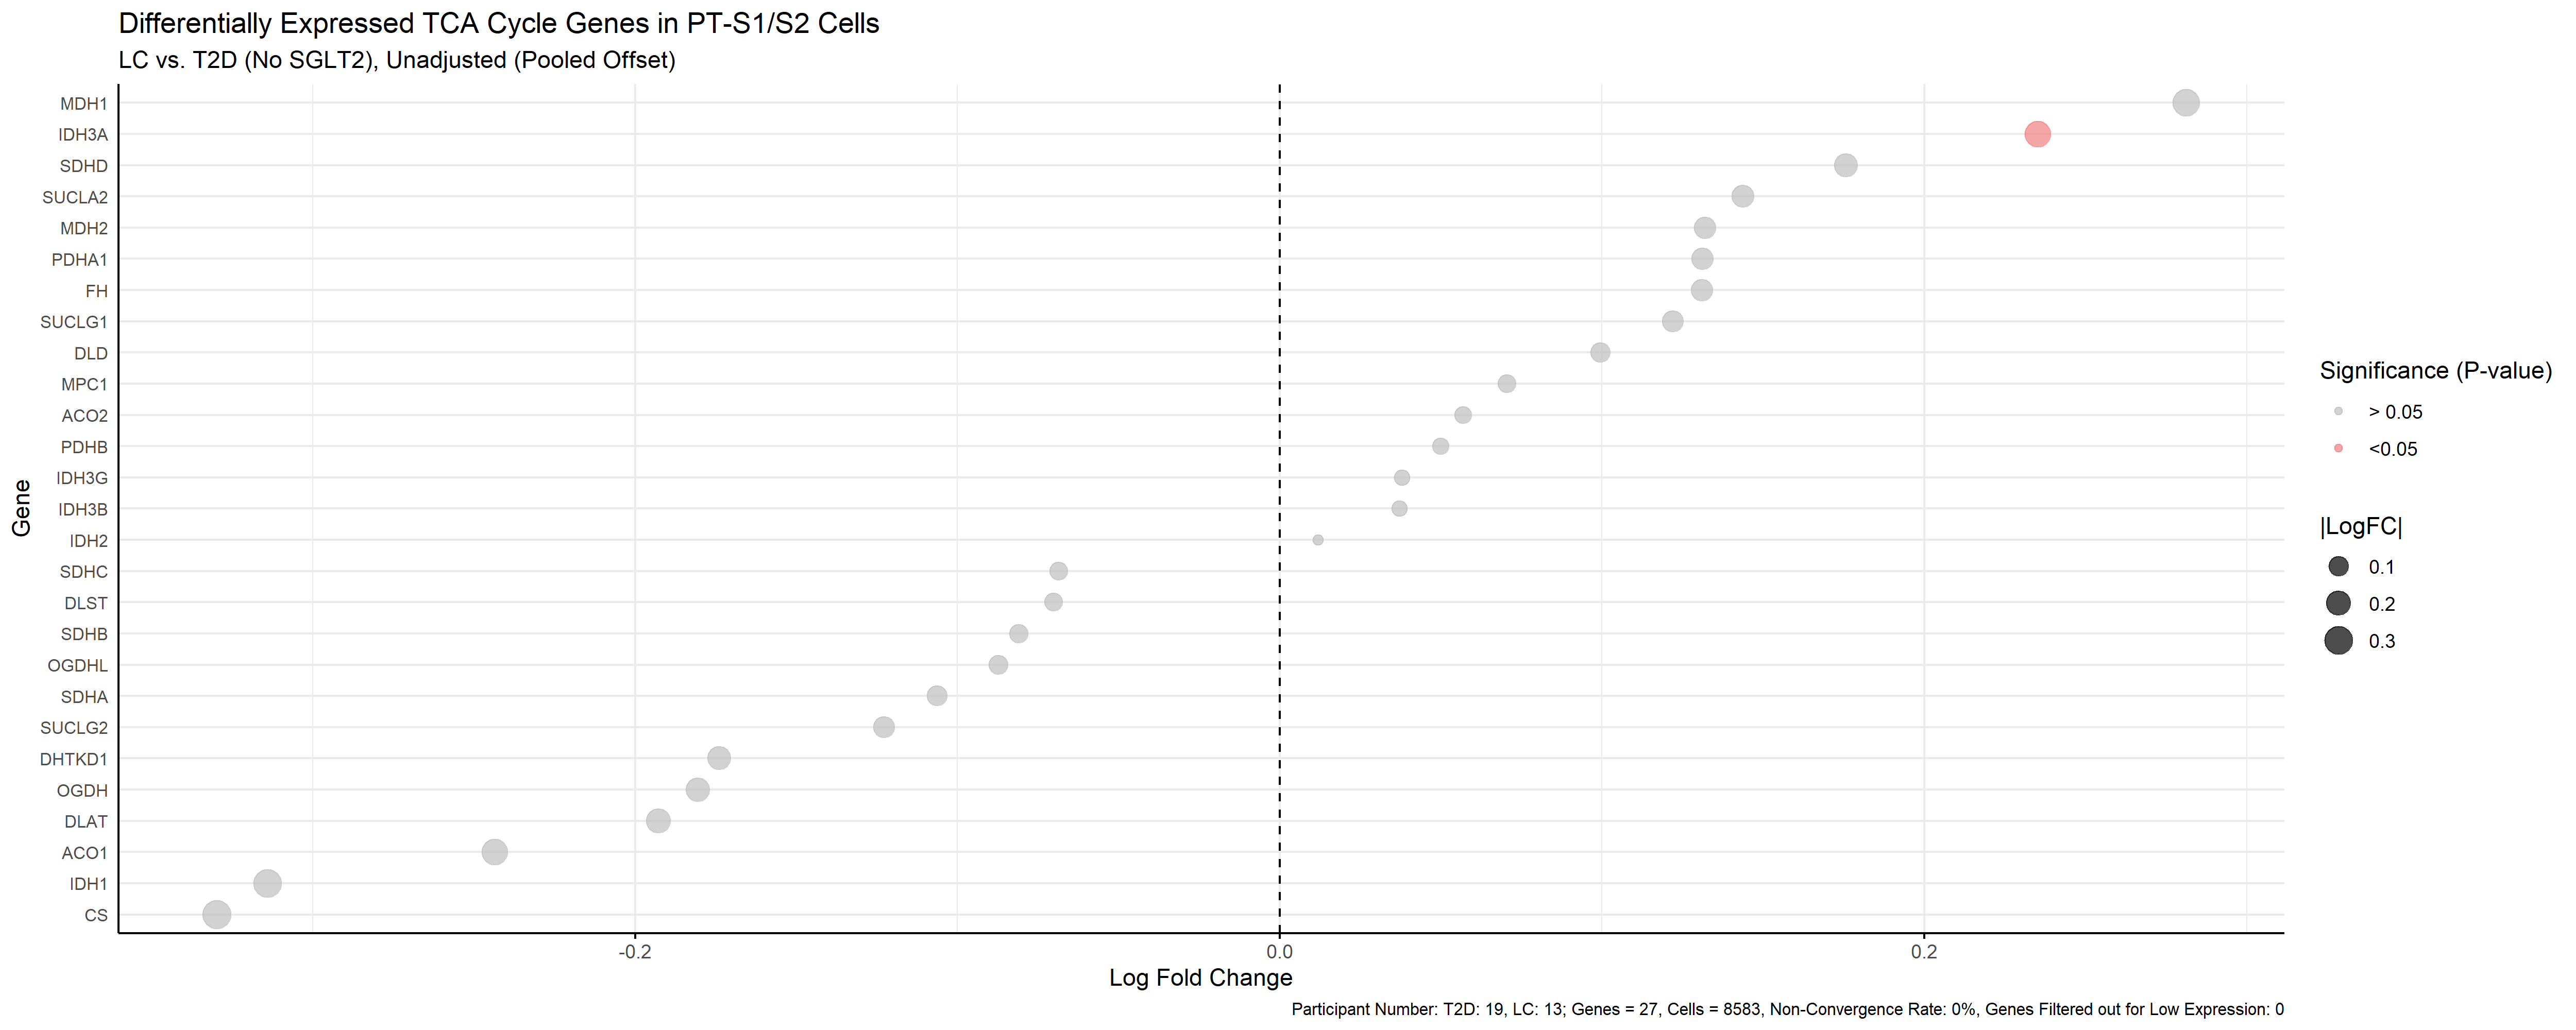 Differentially Expressed TCA Cycle Genes in PT-S1/S2 Cells
LC vs. T2D (No SGLT2), Unadjusted (Pooled Offset)
Gene
MDH1
IDH3A
SDHD
SUCLA2
MDH2
PDHA1
FH
SUCLG1
DLD
MPC1
ACO2
PDHB
IDH3G
IDH3B
IDH2
SDHC
DLST
SDHB
OGDHL
SDHA
SUCLG2
DHTKD1
OGDH
DLAT
ACO1
IDH1
CS
-0.2
0.0
0.2
Log Fold Change
Significance (P-value)
> 0.05
<0.05
|LogFC|
0.1
0.2
0.3
Participant Number: T2D: 19, LC: 13; Genes = 27, Cells = 8583, Non-Convergence Rate: 0%, Genes Filtered out for Low Expression: 0